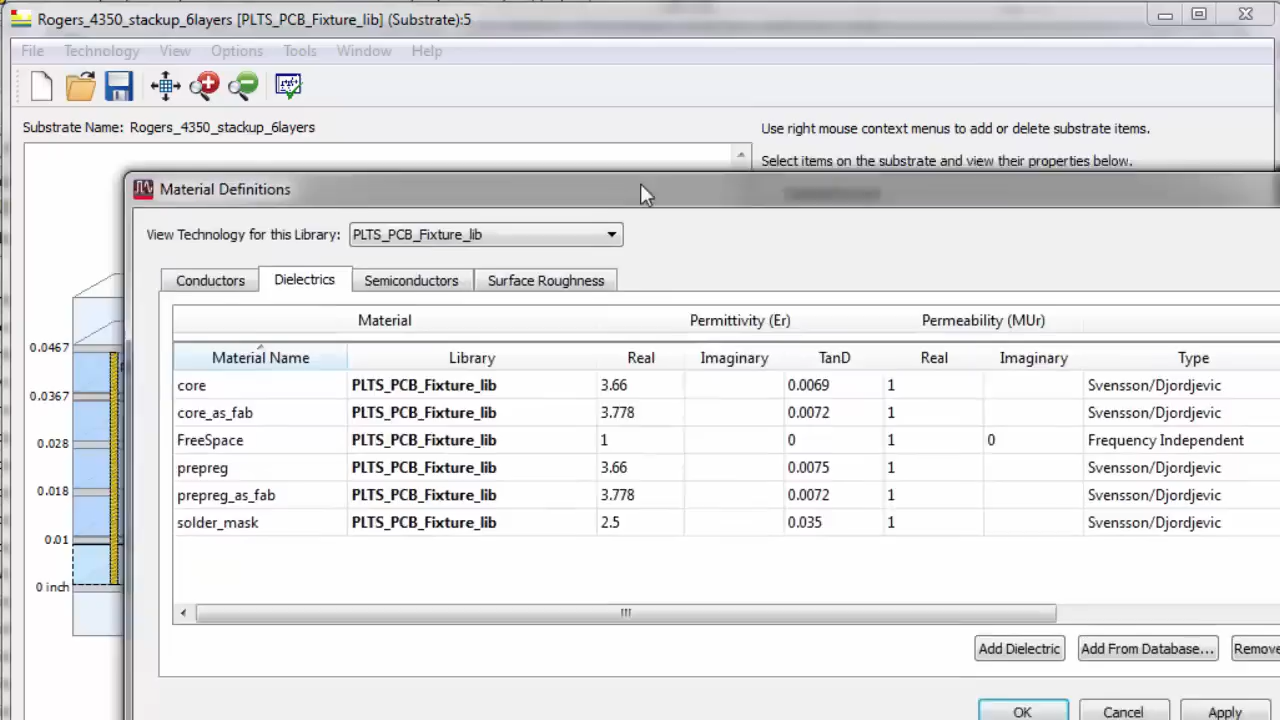 Rogers_4350_stackup_6layers [PLTS_PCB_Fixture_lib] (Substrate):5
File Technology View Options Tools Window Help
Substrate Name: Rogers_4350_stackup_6layers
Use right mouse context menus to add or delete substrate items.
Select items on the substrate and view their properties below.
Material Definitions
View Technology for this Library: PLTS_PCB_Fixture_lib
Conductors Dielectrics Semiconductors Surface Roughness
Material Permittivity (Er) Permeability (MUr)
Material Name Library Real Imaginary TanD Real Imaginary Type
core PLTS_PCB_Fixture_lib 3.66 0.0069 1 Svensson/Djordjevic
core_as_fab PLTS_PCB_Fixture_lib 3.778 0.0072 1 Svensson/Djordjevic
FreeSpace PLTS_PCB_Fixture_lib 1 0 1 0 Frequency Independent
prepreg PLTS_PCB_Fixture_lib 3.66 0.0075 1 Svensson/Djordjevic
prepreg_as_fab PLTS_PCB_Fixture_lib 3.778 0.0072 1 Svensson/Djordjevic
solder_mask PLTS_PCB_Fixture_lib 2.5 0.035 1 Svensson/Djordjevic
0.0467
0.0367
0.028
0.018
0.01
0 inch
Add Dielectric Add From Database... Remove
OK Cancel Apply